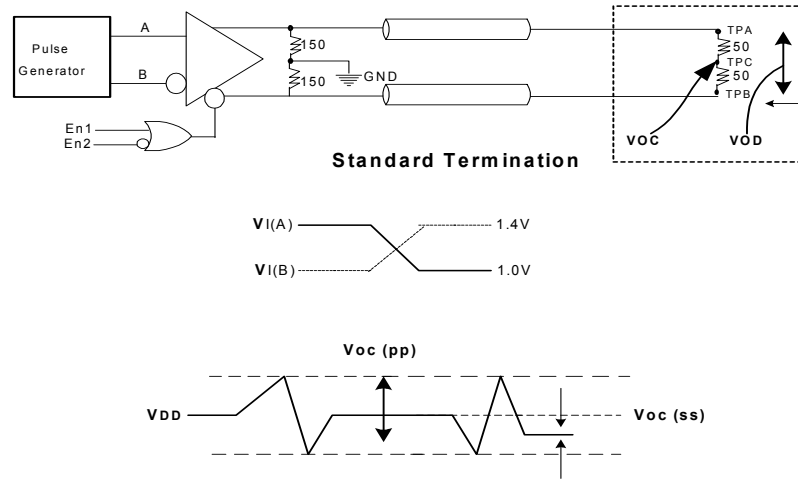 Pulse
Generator
A
B
En1
En2
150
150
GND
TPA
50
TPC
50
TPB
VOC
VOD
Standard Termination
VI(A)
1.4V
VI(B)
1.0V
Voc (pp)
VDD
Voc (ss)